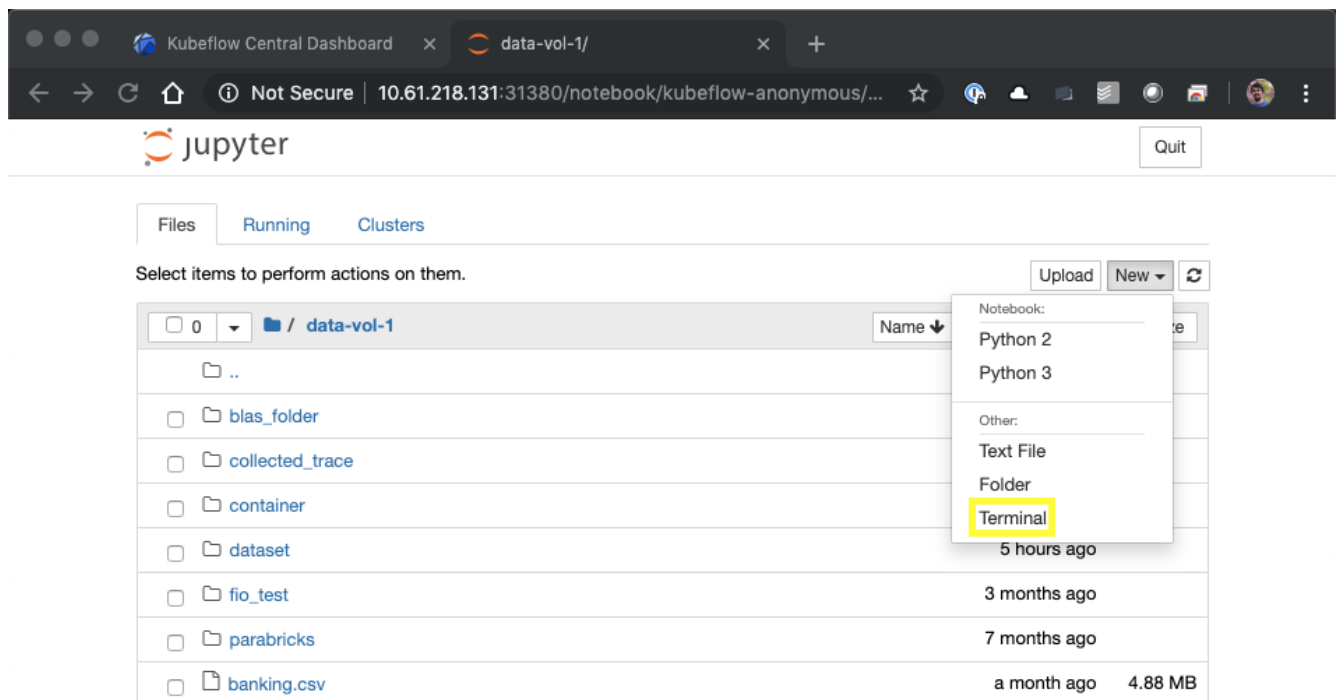 Kubeflow Central Dashboard
data-vol-1/
Not Secure | 10.61.218.131:31380/notebook/kubeflow-anonymous/...
jupyter
Quit
Files Running Clusters
Select items to perform actions on them.
Upload New
0 / data-vol-1 Name ze
Notebook:
Python 2
Python 3
Other:
Text File
Folder
Terminal
..
blas_folder
collected_trace
container
dataset 5 hours ago
fio_test 3 months ago
parabricks 7 months ago
banking.csv a month ago 4.88 MB